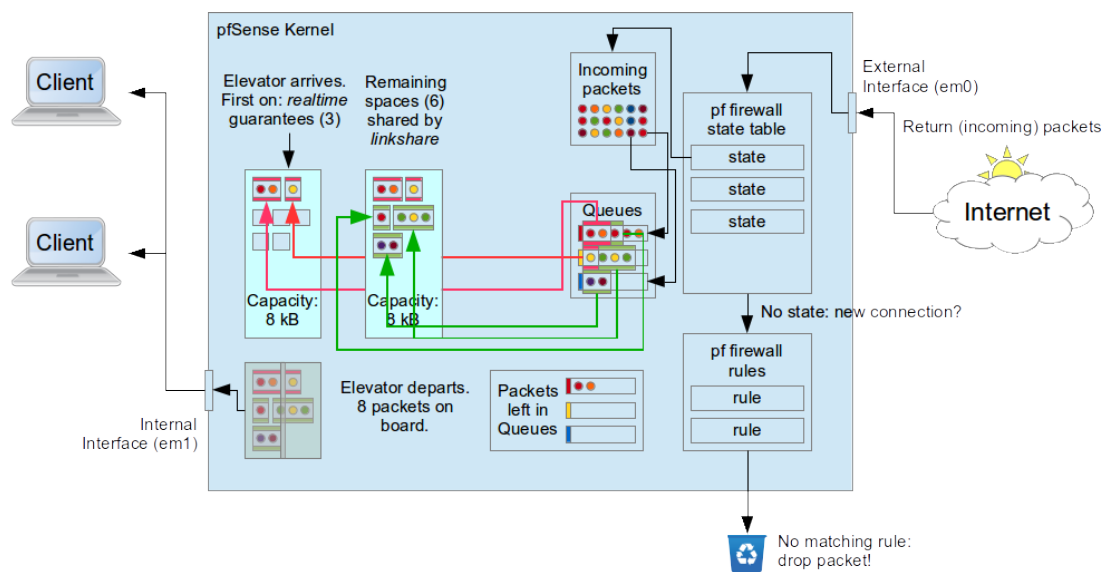 pfSense Kernel
Client
Elevator arrives.
First on: realtime
guarantees (3)
Remaining
spaces (6)
shared by
linkshare
Incoming
packets
pf firewall
state table
state
state
state
External
Interface (em0)
Return (incoming) packets
Internet
Client
Queues
Capacity:
8 kB
Capacity:
8 kB
No state: new connection?
pf firewall
rules
rule
rule
Elevator departs.
8 packets on
board.
Packets
left in
Queues
Internal
Interface (em1)
No matching rule:
drop packet!